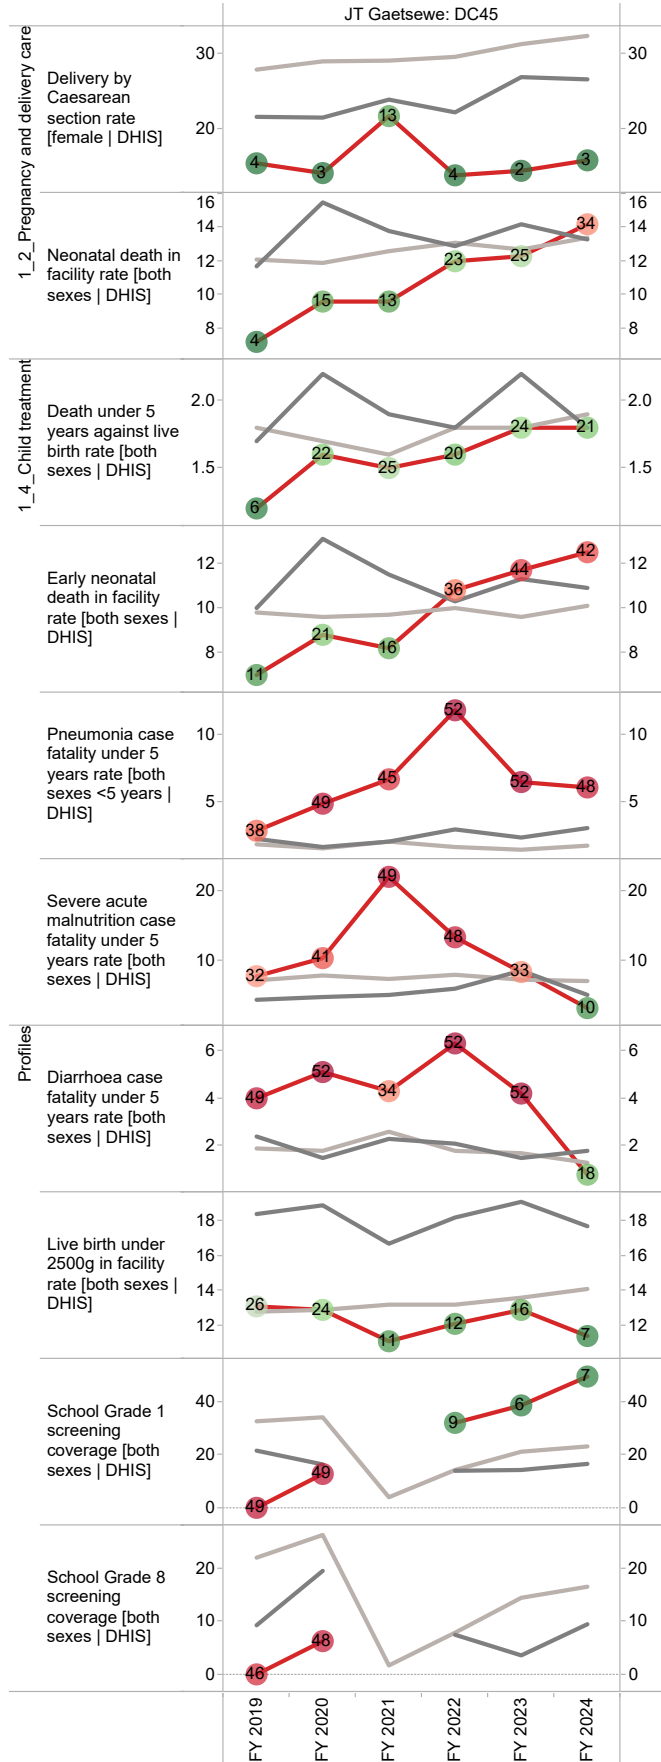 JT Gaetsewe: DC45
1_2_Pregnancy and delivery care
Delivery by
Caesarean
section rate
[female | DHIS]
30
20
4
3
13
4
2
3
30
20
Neonatal death in
facility rate [both
sexes | DHIS]
16
14
12
10
8
4
15
13
23
25
34
16
14
12
10
8
1_4_Child treatment
Death under 5
years against live
birth rate [both
sexes | DHIS]
2.0
1.5
6
22
25
20
24
21
2.0
1.5
Early neonatal
death in facility
rate [both sexes |
DHIS]
12
10
8
11
21
16
36
44
42
12
10
8
Pneumonia case
fatality under 5
years rate [both
sexes <5 years |
DHIS]
10
5
38
49
45
52
52
48
10
5
Severe acute
malnutrition case
fatality under 5
years rate [both
sexes | DHIS]
20
10
32
41
49
48
33
10
20
10
Profiles
Diarrhoea case
fatality under 5
years rate [both
sexes | DHIS]
6
4
2
49
52
34
52
52
18
6
4
2
Live birth under
2500g in facility
rate [both sexes |
DHIS]
18
16
14
12
26
24
11
12
16
7
18
16
14
12
School Grade 1
screening
coverage [both
sexes | DHIS]
40
20
0
49
49
9
6
7
40
20
0
School Grade 8
screening
coverage [both
sexes | DHIS]
20
10
0
46
48
20
10
0
FY 2019
FY 2020
FY 2021
FY 2022
FY 2023
FY 2024